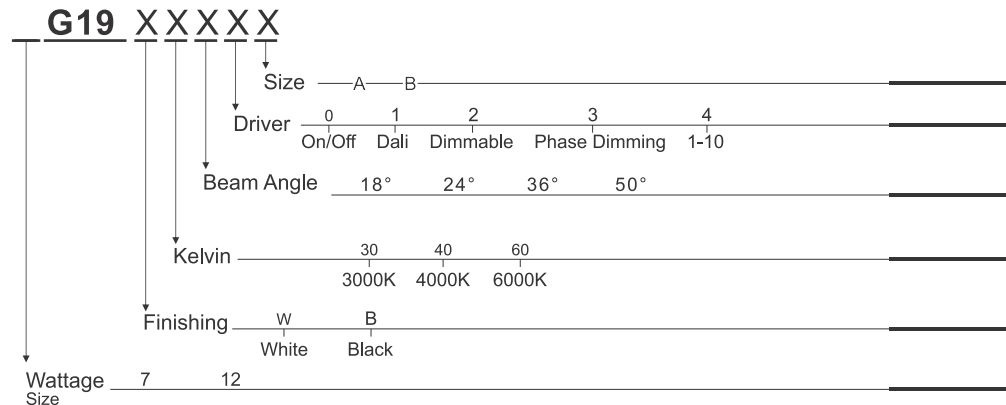 G19 X X X X X
Size A B
0 1 2 3 4
Driver
On/Off Dali Dimmable Phase Dimming 1-10
Beam Angle 18° 24° 36° 50°
30 40 60
Kelvin
3000K 4000K 6000K
W B
Finishing
White Black
Wattage 7 12
Size